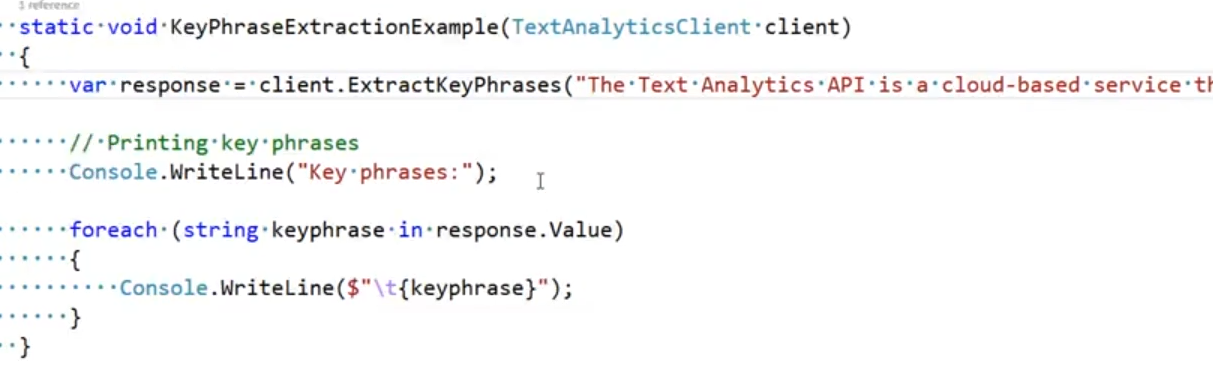 1 reference
static void KeyPhraseExtractionExample(TextAnalyticsClient client)
{
var response = client.ExtractKeyPhrases("The Text Analytics API is a cloud-based service th
// Printing key phrases
Console.WriteLine("Key phrases:");
foreach (string keyphrase in response.Value)
{
Console.WriteLine($"\t{keyphrase}");
}
}